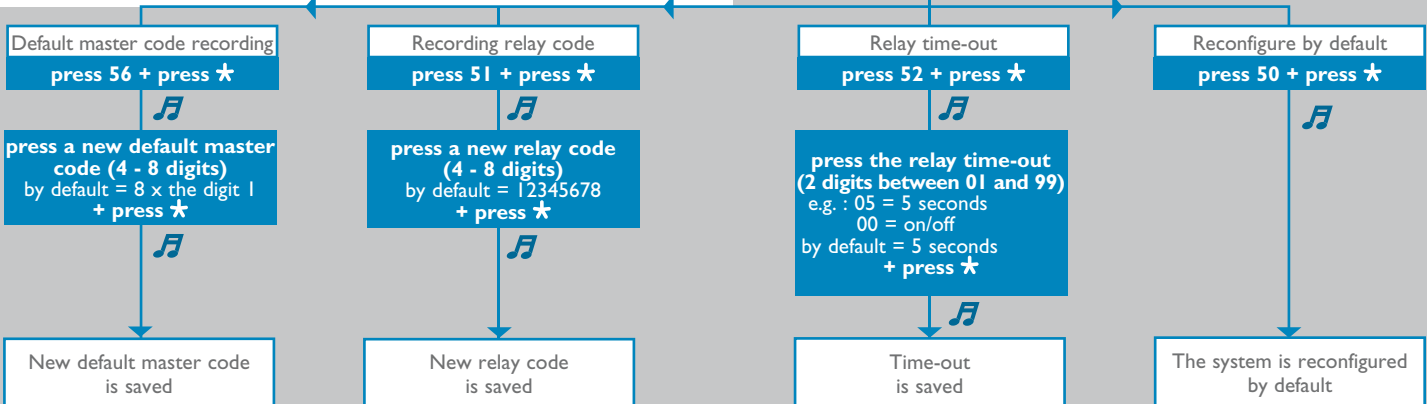 Default master code recording
press 56 + press *
press a new default master
code (4 - 8 digits)
by default = 8 x the digit 1
+ press *
New default master code
is saved
Recording relay code
press 51 + press *
press a new relay code
(4 - 8 digits)
by default = 12345678
+ press *
New relay code
is saved
Relay time-out
press 52 + press *
press the relay time-out
(2 digits between 01 and 99)
e.g. : 05 = 5 seconds
00 = on/off
by default = 5 seconds
+ press *
Time-out
is saved
Reconfigure by default
press 50 + press *
The system is reconfigured
by default